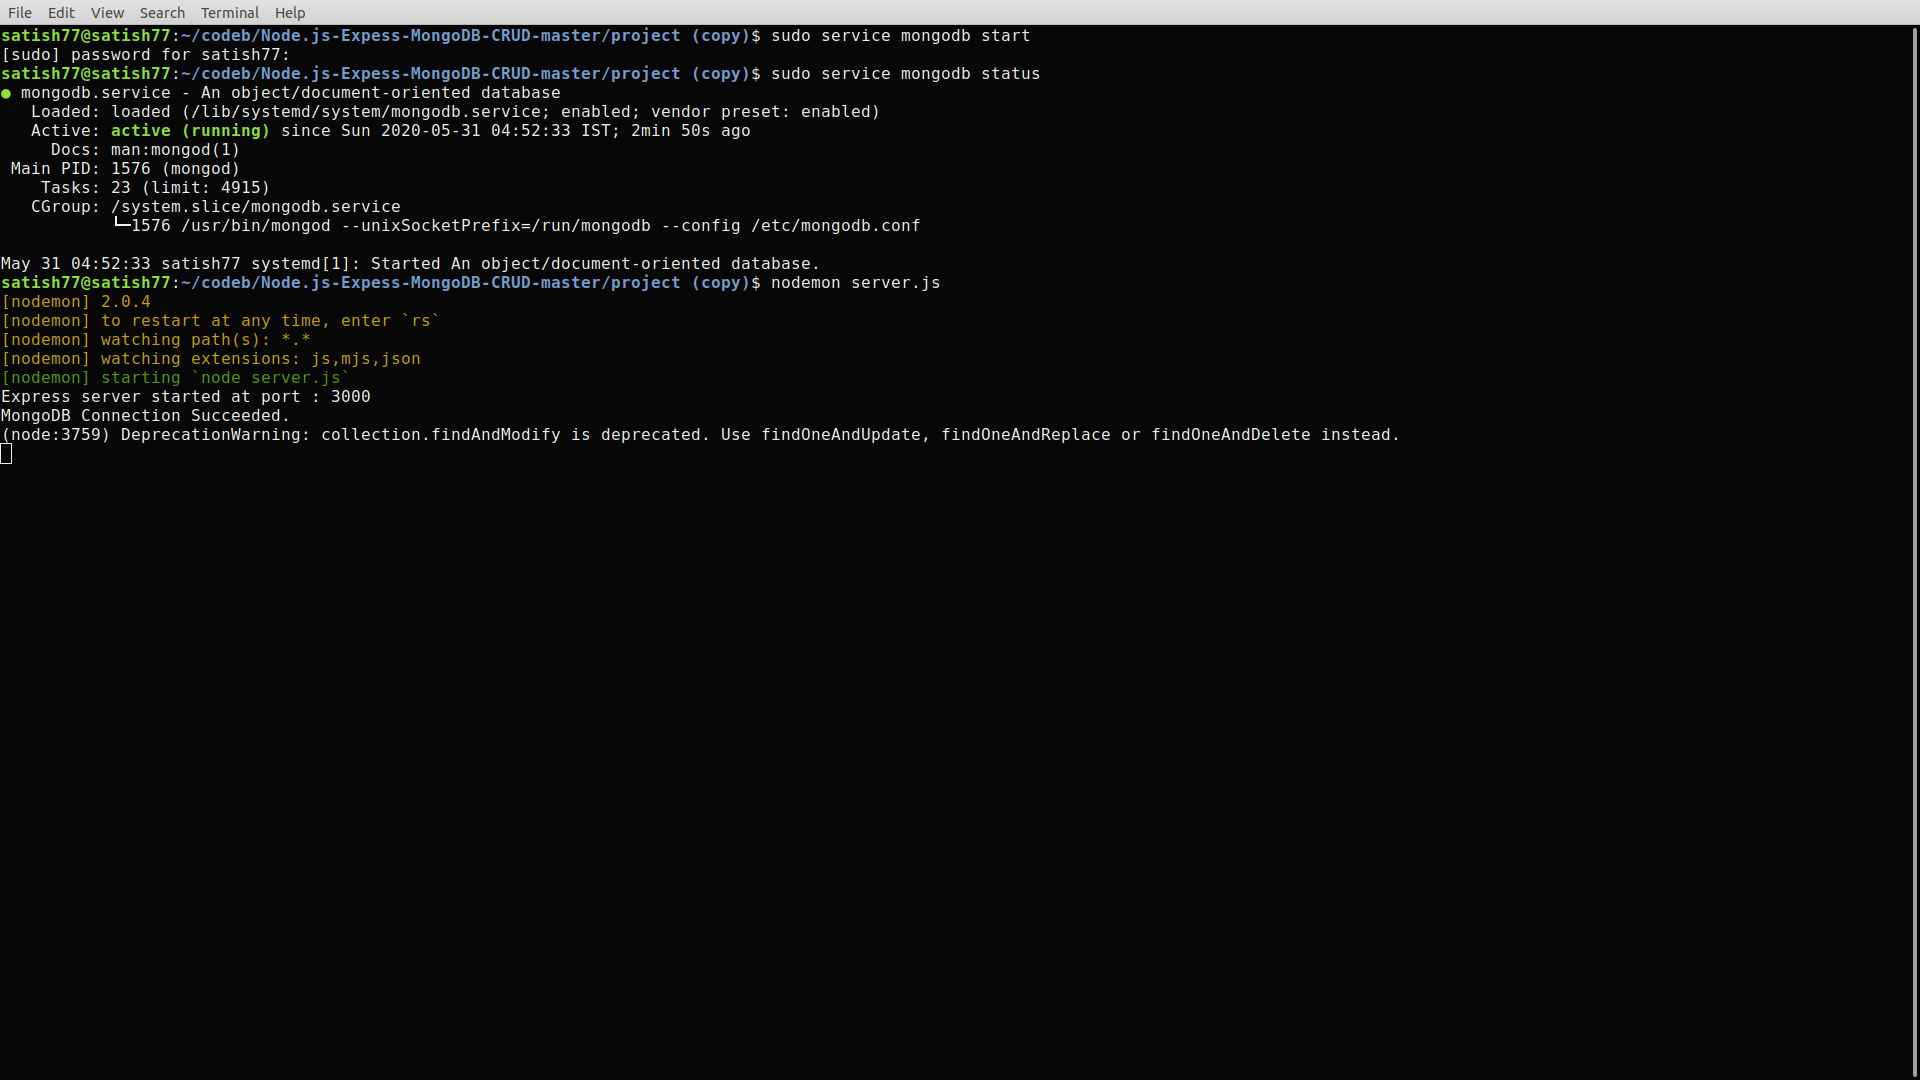 File Edit View Search Terminal Help
satish77@satish77:~/codeb/Node.js-Expess-MongoDB-CRUD-master/project (copy)$ sudo service mongodb start
[sudo] password for satish77:
satish77@satish77:~/codeb/Node.js-Expess-MongoDB-CRUD-master/project (copy)$ sudo service mongodb status
● mongodb.service - An object/document-oriented database
   Loaded: loaded (/lib/systemd/system/mongodb.service; enabled; vendor preset: enabled)
   Active: active (running) since Sun 2020-05-31 04:52:33 IST; 2min 50s ago
     Docs: man:mongod(1)
 Main PID: 1576 (mongod)
    Tasks: 23 (limit: 4915)
   CGroup: /system.slice/mongodb.service
           └─1576 /usr/bin/mongod --unixSocketPrefix=/run/mongodb --config /etc/mongodb.conf

May 31 04:52:33 satish77 systemd[1]: Started An object/document-oriented database.
satish77@satish77:~/codeb/Node.js-Expess-MongoDB-CRUD-master/project (copy)$ nodemon server.js
[nodemon] 2.0.4
[nodemon] to restart at any time, enter `rs`
[nodemon] watching path(s): *.*
[nodemon] watching extensions: js,mjs,json
[nodemon] starting `node server.js`
Express server started at port : 3000
MongoDB Connection Succeeded.
(node:3759) DeprecationWarning: collection.findAndModify is deprecated. Use findOneAndUpdate, findOneAndReplace or findOneAndDelete instead.